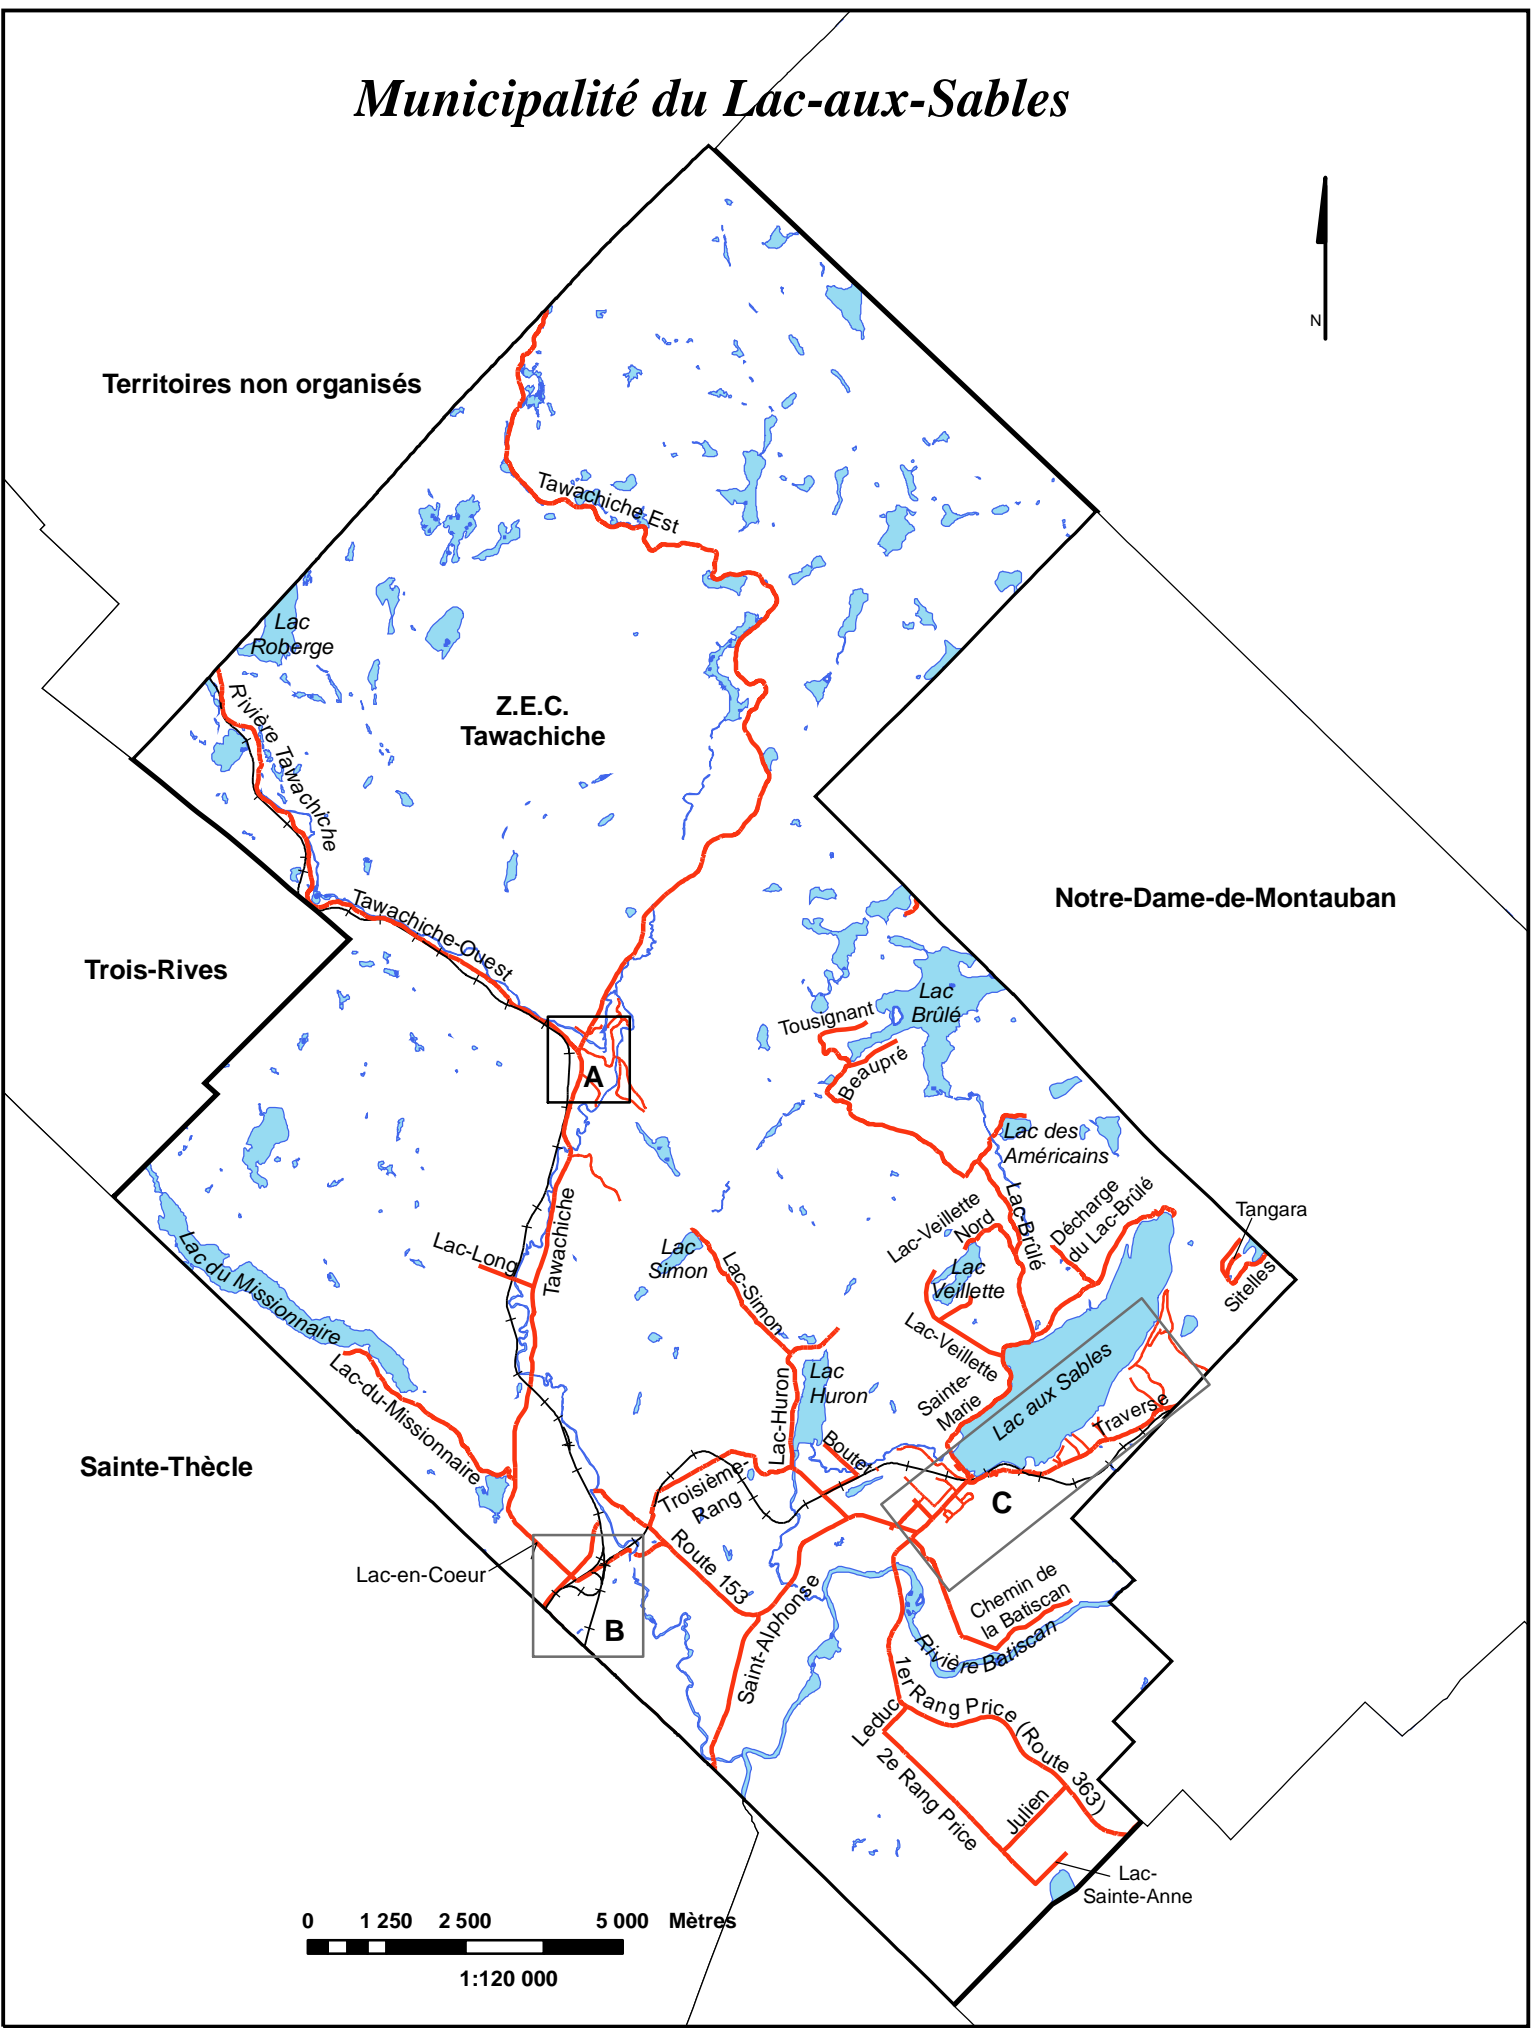 Municipalité du Lac-aux-Sables
N
Territoires non organisés
Tawachiche Est
Lac
Roberge
Rivière Tawachiche
Z.E.C.
Tawachiche
Tawachiche-Ouest
Notre-Dame-de-Montauban
Trois-Rives
Lac
Brûlé
Tousignant
Beaupré
A
Lac des
Américains
Lac-Brûlé
Décharge
du Lac-Brûlé
Lac-Veillette
Nord
Tangara
Sitelles
Lac du Missionnaire
Lac-Long
Tawachiche
Lac
Simon
Lac-Simon
Lac
Veillette
Lac-Veillette
Lac-du-Missionnaire
Lac-Huron
Lac
Huron
Sainte-
Marie
Lac aux Sables
Traverse
Sainte-Thècle
Boutet
Troisième-
Rang
C
Route 153
Lac-en-Coeur
B
Saint-Alphonse
Chemin de
la Batiscan
Rivière Batiscan
1er Rang Price (Route 363)
Leduc
2e Rang Price
Julien
Lac-
Sainte-Anne
0 1 250 2 500 5 000 Mètres
1:120 000